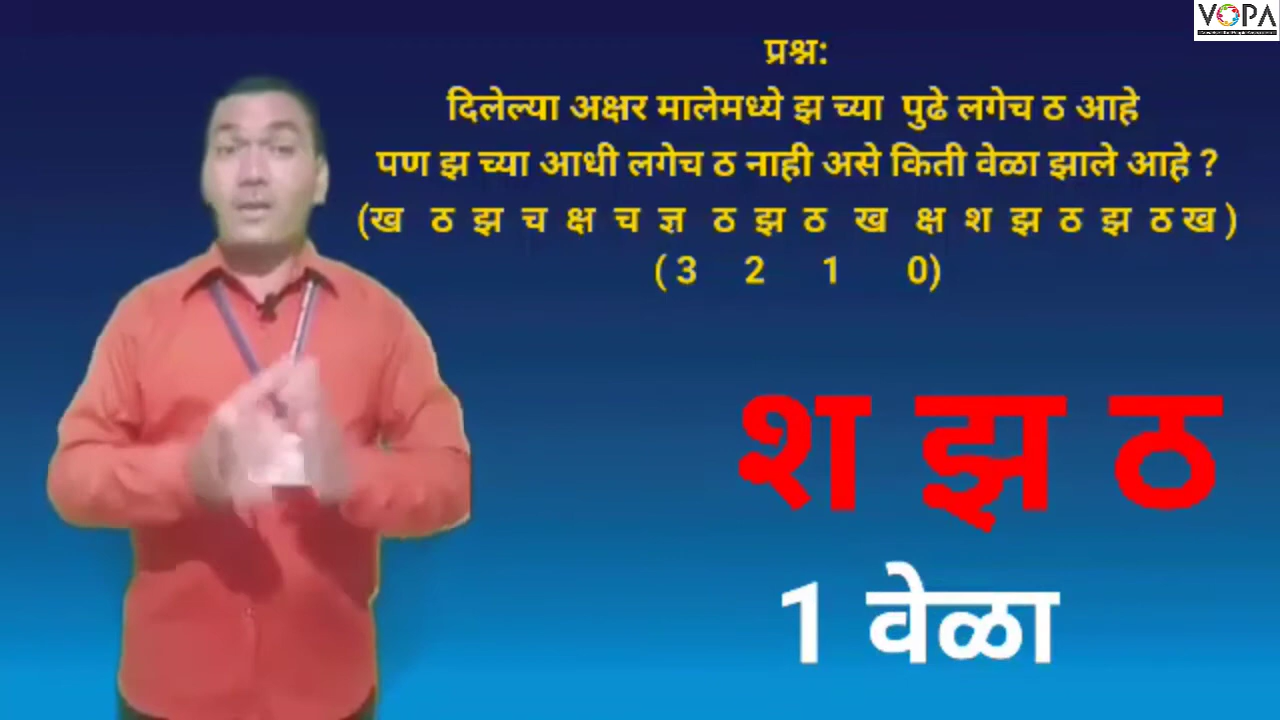 VOPA
प्रश्न:
दिलेल्या अक्षर मालेमध्ये झ च्या पुढे लगेच ठ आहे
पण झ च्या आधी लगेच ठ नाही असे किती वेळा झाले आहे ?
(ख ठ झ च क्ष च ज्ञ ठ झ ठ ख क्ष श झ ठ झ ठ ख )
( 3 2 1 0)
श झ ठ
1 वेळा